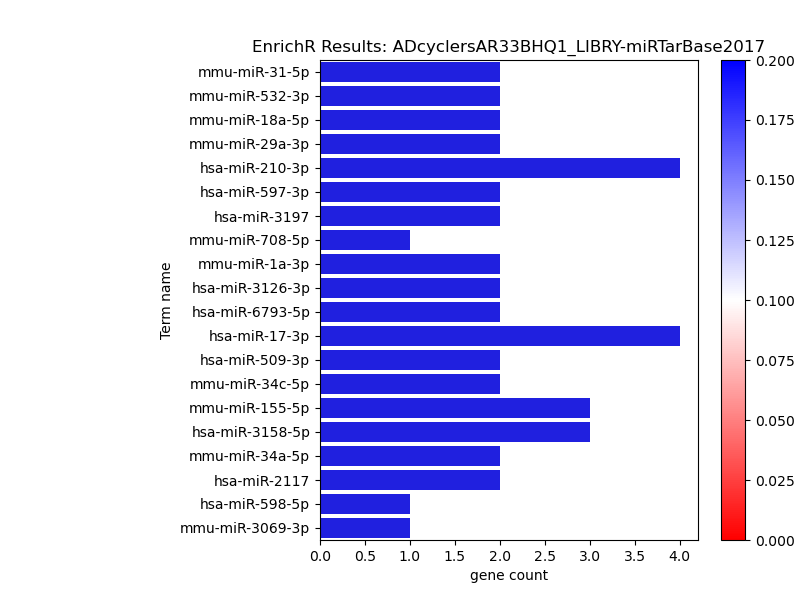 EnrichR Results: ADcyclersAR33BHQ1_LIBRY-miRTarBase2017
mmu-miR-31-5p
mmu-miR-532-3p
mmu-miR-18a-5p
mmu-miR-29a-3p
hsa-miR-210-3p
hsa-miR-597-3p
hsa-miR-3197
mmu-miR-708-5p
mmu-miR-1a-3p
hsa-miR-3126-3p
hsa-miR-6793-5p
hsa-miR-17-3p
hsa-miR-509-3p
mmu-miR-34c-5p
mmu-miR-155-5p
hsa-miR-3158-5p
mmu-miR-34a-5p
hsa-miR-2117
hsa-miR-598-5p
mmu-miR-3069-3p
Term name
0.0 0.5 1.0 1.5 2.0 2.5 3.0 3.5 4.0
gene count
0.200
0.175
0.150
0.125
0.100
0.075
0.050
0.025
0.000